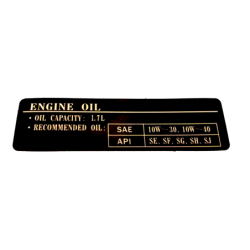 ENGINE OIL
• OIL CAPACITY: 1.7L
• RECOMMENDED OIL:
SAE 10W-30, 10W-40
API SE, SF, SG, SH, SJ